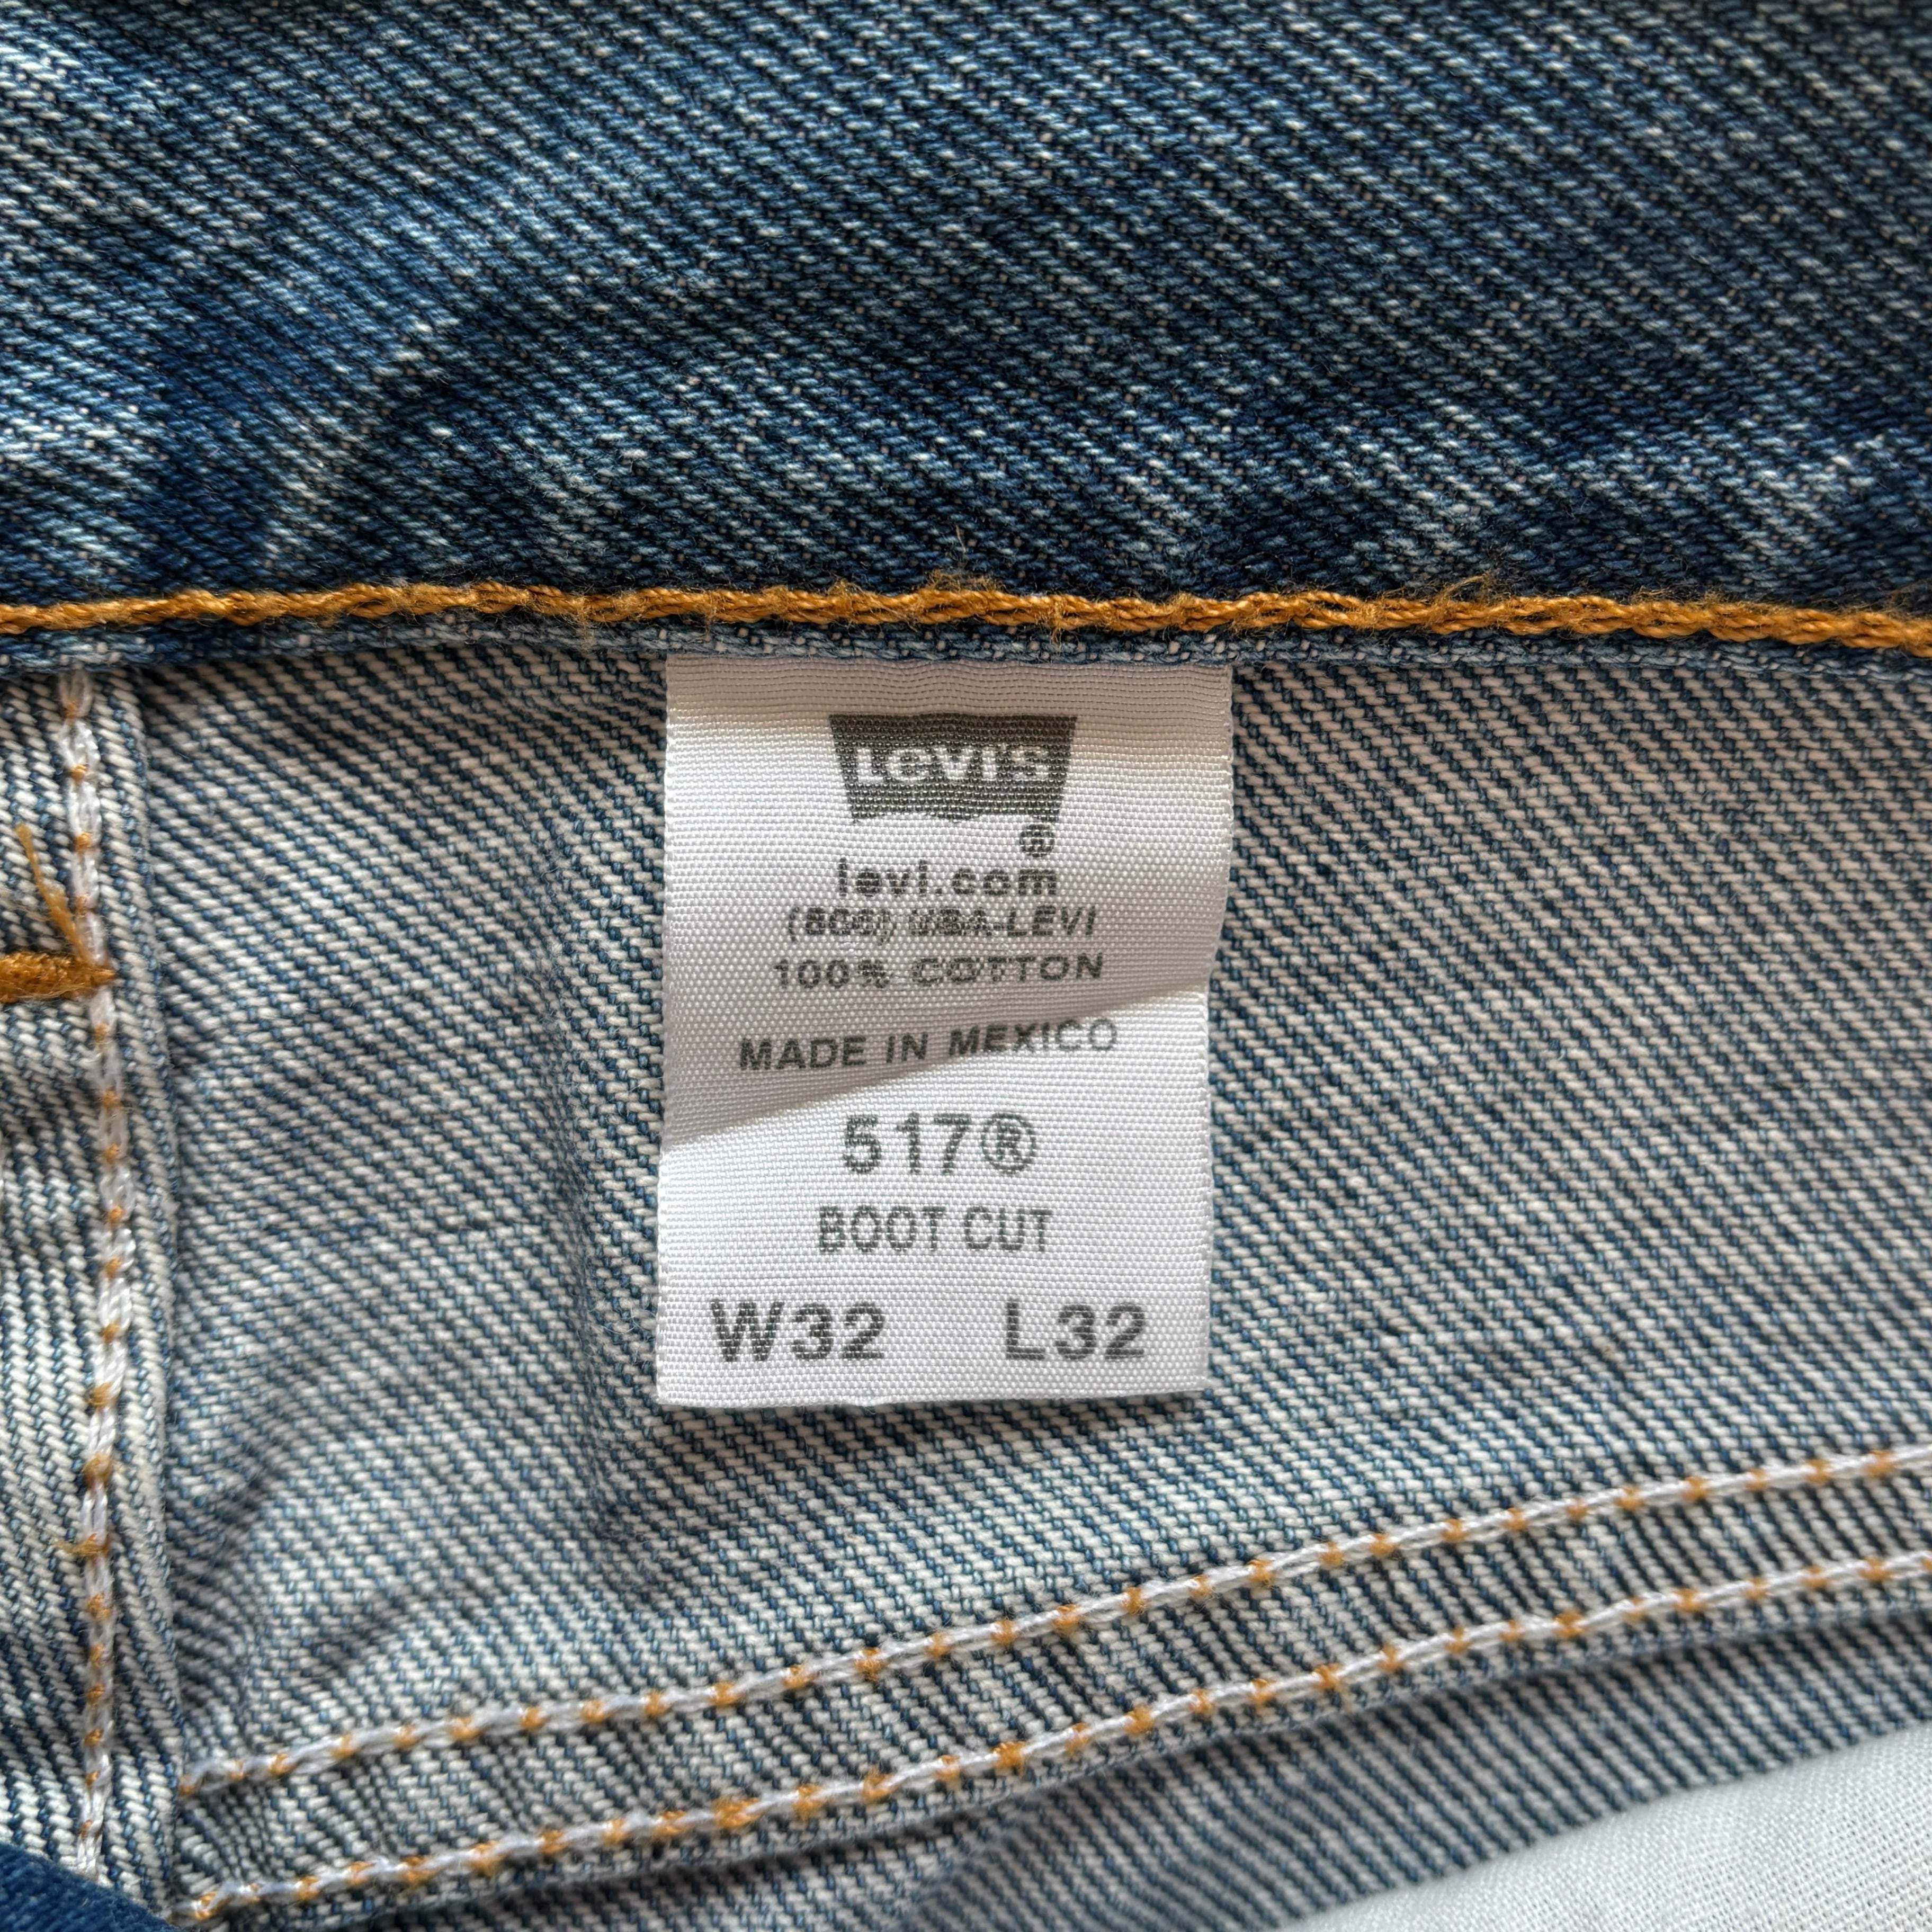 Levi's
®
levi.com
(800) USA-LEVI
100% COTTON
MADE IN MEXICO
517®
BOOT CUT
W32 L32